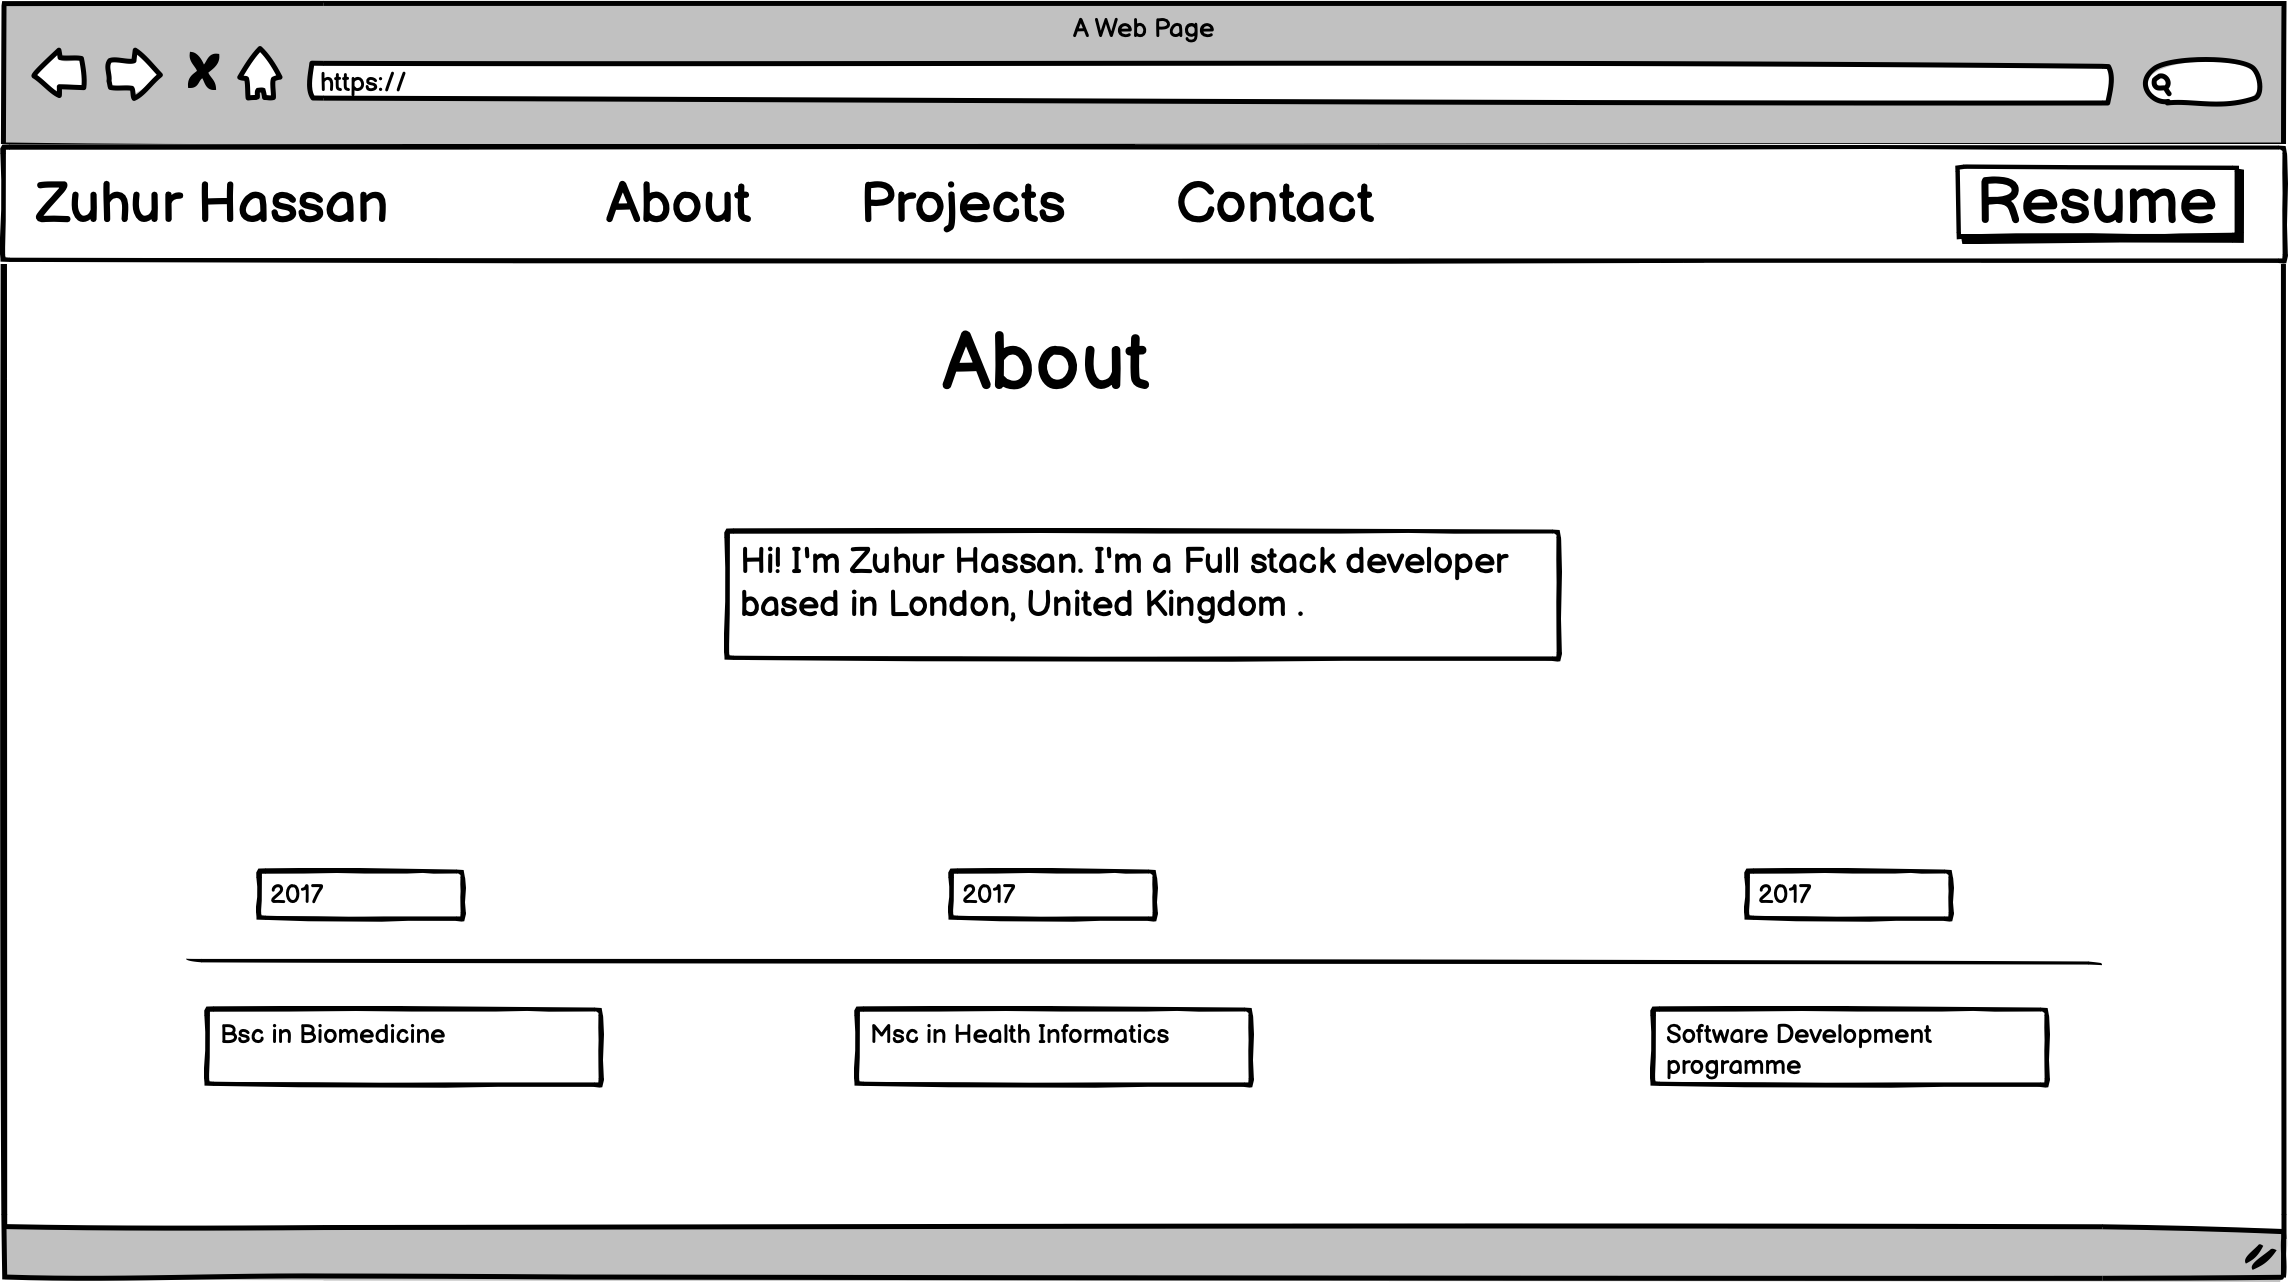 A Web Page
https://
Zuhur Hassan About Projects Contact Resume
About
Hi! I'm Zuhur Hassan. I'm a Full stack developer
based in London, United Kingdom .
2017 2017 2017
Bsc in Biomedicine Msc in Health Informatics Software Development
programme